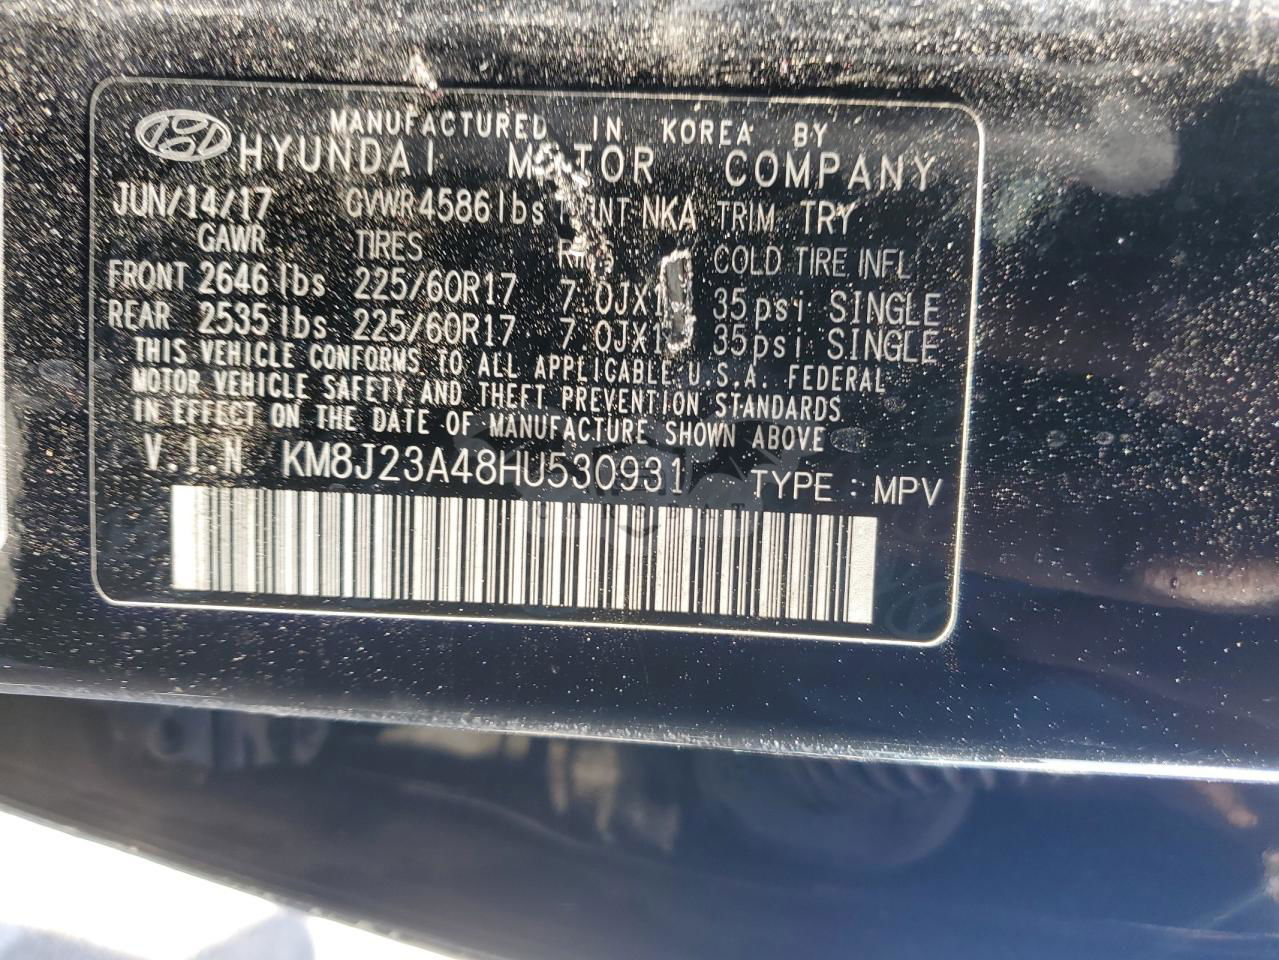 MANUFACTURED IN KOREA BY
HYUNDAI MOTOR COMPANY
JUN/14/17 GVWR 4586 lbs NKA TRIM TRY
GAWR TIRES COLD TIRE INFL
FRONT 2646 lbs 225/60R17 35psi SINGLE
REAR 2535 lbs 225/60R17 35psi SINGLE
THIS VEHICLE CONFORMS TO ALL APPLICABLE U.S.A. FEDERAL
MOTOR VEHICLE SAFETY AND THEFT PREVENTION STANDARDS
IN EFFECT ON THE DATE OF MANUFACTURE SHOWN ABOVE
V.I.N. KM8J23A48HU530931 TYPE : MPV